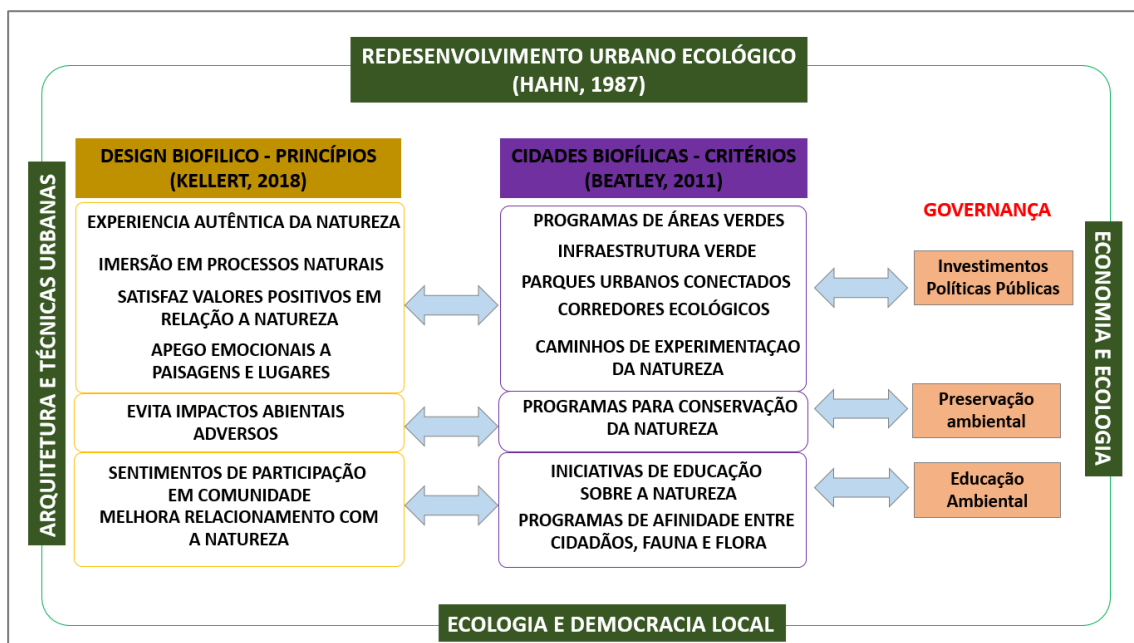 REDESENVOLVIMENTO URBANO ECOLÓGICO
(HAHN, 1987)
ARQUITETURA E TÉCNICAS URBANAS
DESIGN BIOFILICO - PRINCÍPIOS
(KELLERT, 2018)
EXPERIENCIA AUTÊNTICA DA NATUREZA
IMERSÃO EM PROCESSOS NATURAIS
SATISFAZ VALORES POSITIVOS EM
RELAÇÃO A NATUREZA
APEGO EMOCIONAIS A
PAISAGENS E LUGARES
EVITA IMPACTOS ABIENTAIS
ADVERSOS
SENTIMENTOS DE PARTICIPAÇÃO
EM COMUNIDADE
MELHORA RELACIONAMENTO COM
A NATUREZA
CIDADES BIOFÍLICAS - CRITÉRIOS
(BEATLEY, 2011)
PROGRAMAS DE ÁREAS VERDES
INFRAESTRUTURA VERDE
PARQUES URBANOS CONECTADOS
CORREDORES ECOLÓGICOS
CAMINHOS DE EXPERIMENTAÇAO
DA NATUREZA
PROGRAMAS PARA CONSERVAÇÃO
DA NATUREZA
INICIATIVAS DE EDUCAÇÃO
SOBRE A NATUREZA
PROGRAMAS DE AFINIDADE ENTRE
CIDADÃOS, FAUNA E FLORA
GOVERNANÇA
Investimentos
Políticas Públicas
Preservação
ambiental
Educação
Ambiental
ECONOMIA E ECOLOGIA
ECOLOGIA E DEMOCRACIA LOCAL